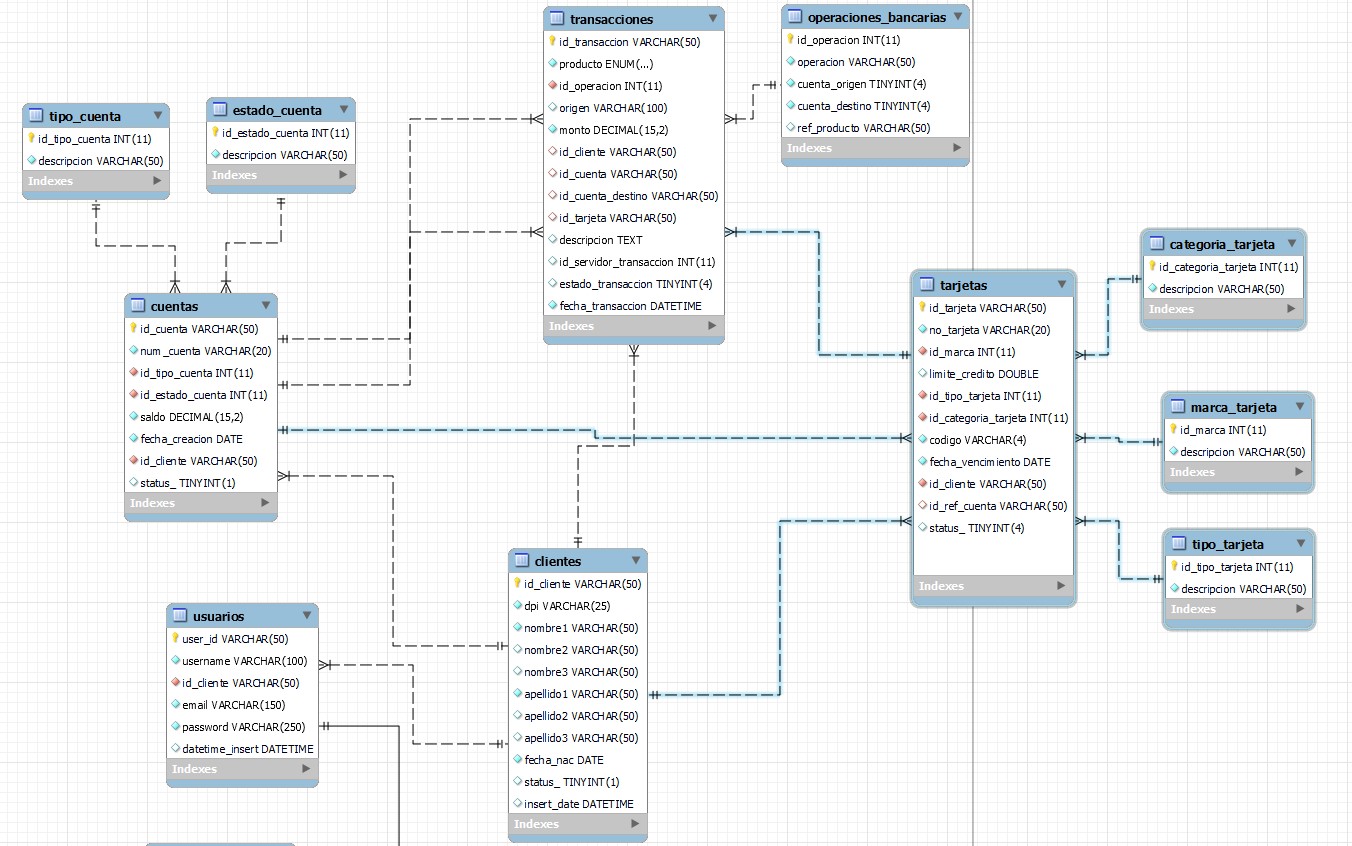 transacciones
id_transaccion VARCHAR(50)
producto ENUM(...)
id_operacion INT(11)
origen VARCHAR(100)
monto DECIMAL(15,2)
id_cliente VARCHAR(50)
id_cuenta VARCHAR(50)
id_cuenta_destino VARCHAR(50)
id_tarjeta VARCHAR(50)
descripcion TEXT
id_servidor_transaccion INT(11)
estado_transaccion TINYINT(4)
fecha_transaccion DATETIME
Indexes
operaciones_bancarias
id_operacion INT(11)
operacion VARCHAR(50)
cuenta_origen TINYINT(4)
cuenta_destino TINYINT(4)
ref_producto VARCHAR(50)
Indexes
tipo_cuenta
id_tipo_cuenta INT(11)
descripcion VARCHAR(50)
Indexes
estado_cuenta
id_estado_cuenta INT(11)
descripcion VARCHAR(50)
Indexes
cuentas
id_cuenta VARCHAR(50)
num_cuenta VARCHAR(20)
id_tipo_cuenta INT(11)
id_estado_cuenta INT(11)
saldo DECIMAL(15,2)
fecha_creacion DATE
id_cliente VARCHAR(50)
status_ TINYINT(1)
Indexes
tarjetas
id_tarjeta VARCHAR(50)
no_tarjeta VARCHAR(20)
id_marca INT(11)
limite_credito DOUBLE
id_tipo_tarjeta INT(11)
id_categoria_tarjeta INT(11)
codigo VARCHAR(4)
fecha_vencimiento DATE
id_cliente VARCHAR(50)
id_ref_cuenta VARCHAR(50)
status_ TINYINT(4)
Indexes
categoria_tarjeta
id_categoria_tarjeta INT(11)
descripcion VARCHAR(50)
Indexes
marca_tarjeta
id_marca INT(11)
descripcion VARCHAR(50)
Indexes
tipo_tarjeta
id_tipo_tarjeta INT(11)
descripcion VARCHAR(50)
Indexes
clientes
id_cliente VARCHAR(50)
dpi VARCHAR(25)
nombre1 VARCHAR(50)
nombre2 VARCHAR(50)
nombre3 VARCHAR(50)
apellido1 VARCHAR(50)
apellido2 VARCHAR(50)
apellido3 VARCHAR(50)
fecha_nac DATE
status_ TINYINT(1)
insert_date DATETIME
Indexes
usuarios
user_id VARCHAR(50)
username VARCHAR(100)
id_cliente VARCHAR(50)
email VARCHAR(150)
password VARCHAR(250)
datetime_insert DATETIME
Indexes